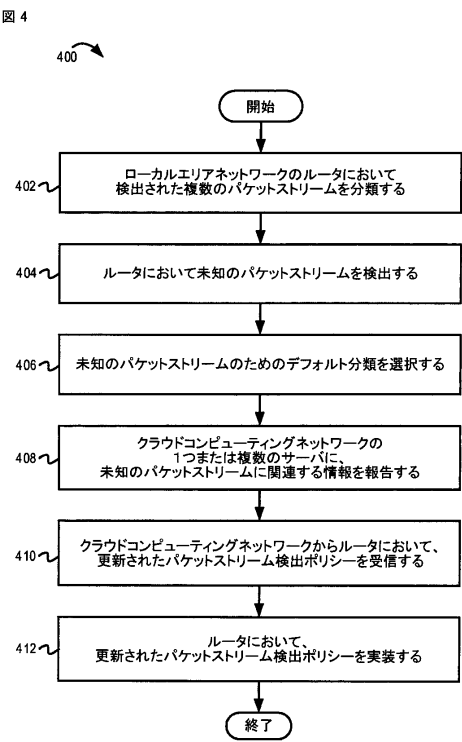 図4
400
開始
402
ローカルエリアネットワークのルータにおいて
検出された複数のパケットストリームを分類する
404
ルータにおいて未知のパケットストリームを検出する
406
未知のパケットストリームのためのデフォルト分類を選択する
408
クラウドコンピューティングネットワークの
1つまたは複数のサーバに、
未知のパケットストリームに関連する情報を報告する
410
クラウドコンピューティングネットワークからルータにおいて、
更新されたパケットストリーム検出ポリシーを受信する
412
ルータにおいて、
更新されたパケットストリーム検出ポリシーを実装する
終了